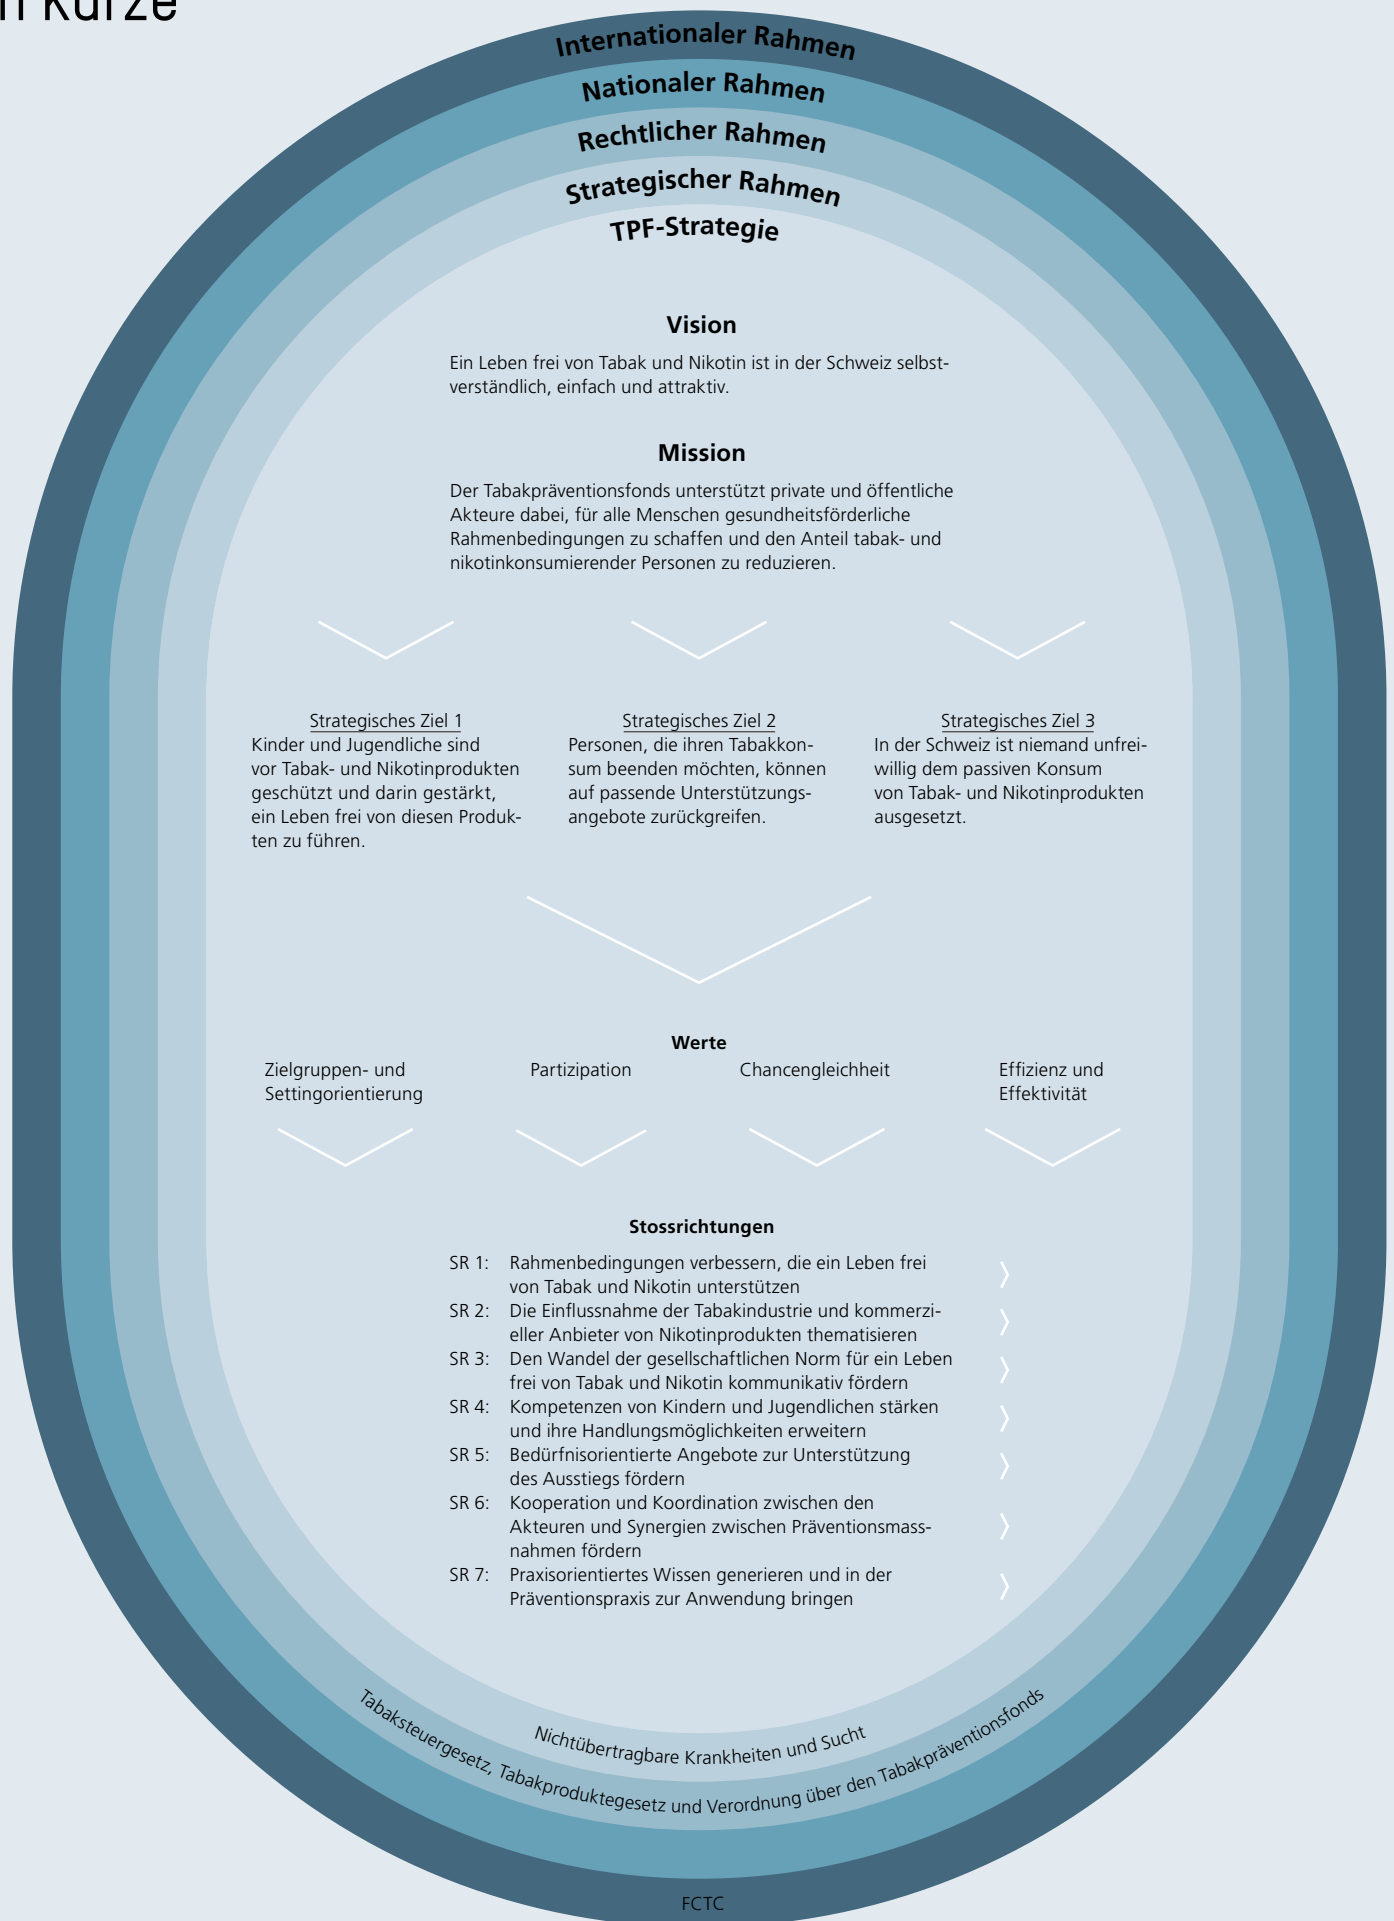 n Kürze
Internationaler Rahmen
Nationaler Rahmen
Rechtlicher Rahmen
Strategischer Rahmen
TPF-Strategie
Vision
Ein Leben frei von Tabak und Nikotin ist in der Schweiz selbst-
verständlich, einfach und attraktiv.
Mission
Der Tabakpräventionsfonds unterstützt private und öffentliche
Akteure dabei, für alle Menschen gesundheitsförderliche
Rahmenbedingungen zu schaffen und den Anteil tabak- und
nikotinkonsumierender Personen zu reduzieren.
Strategisches Ziel 1
Kinder und Jugendliche sind
vor Tabak- und Nikotinprodukten
geschützt und darin gestärkt,
ein Leben frei von diesen Produk-
ten zu führen.
Strategisches Ziel 2
Personen, die ihren Tabakkon-
sum beenden möchten, können
auf passende Unterstützungs-
angebote zurückgreifen.
Strategisches Ziel 3
In der Schweiz ist niemand unfrei-
willig dem passiven Konsum
von Tabak- und Nikotinprodukten
ausgesetzt.
Werte
Zielgruppen- und
Settingorientierung
Partizipation
Chancengleichheit
Effizienz und
Effektivität
Stossrichtungen
SR 1: Rahmenbedingungen verbessern, die ein Leben frei
von Tabak und Nikotin unterstützen
SR 2: Die Einflussnahme der Tabakindustrie und kommerzi-
eller Anbieter von Nikotinprodukten thematisieren
SR 3: Den Wandel der gesellschaftlichen Norm für ein Leben
frei von Tabak und Nikotin kommunikativ fördern
SR 4: Kompetenzen von Kindern und Jugendlichen stärken
und ihre Handlungsmöglichkeiten erweitern
SR 5: Bedürfnisorientierte Angebote zur Unterstützung
des Ausstiegs fördern
SR 6: Kooperation und Koordination zwischen den
Akteuren und Synergien zwischen Präventionsmass-
nahmen fördern
SR 7: Praxisorientiertes Wissen generieren und in der
Präventionspraxis zur Anwendung bringen
Nichtübertragbare Krankheiten und Sucht
Tabaksteuergesetz, Tabakproduktegesetz und Verordnung über den Tabakpräventionsfonds
FCTC